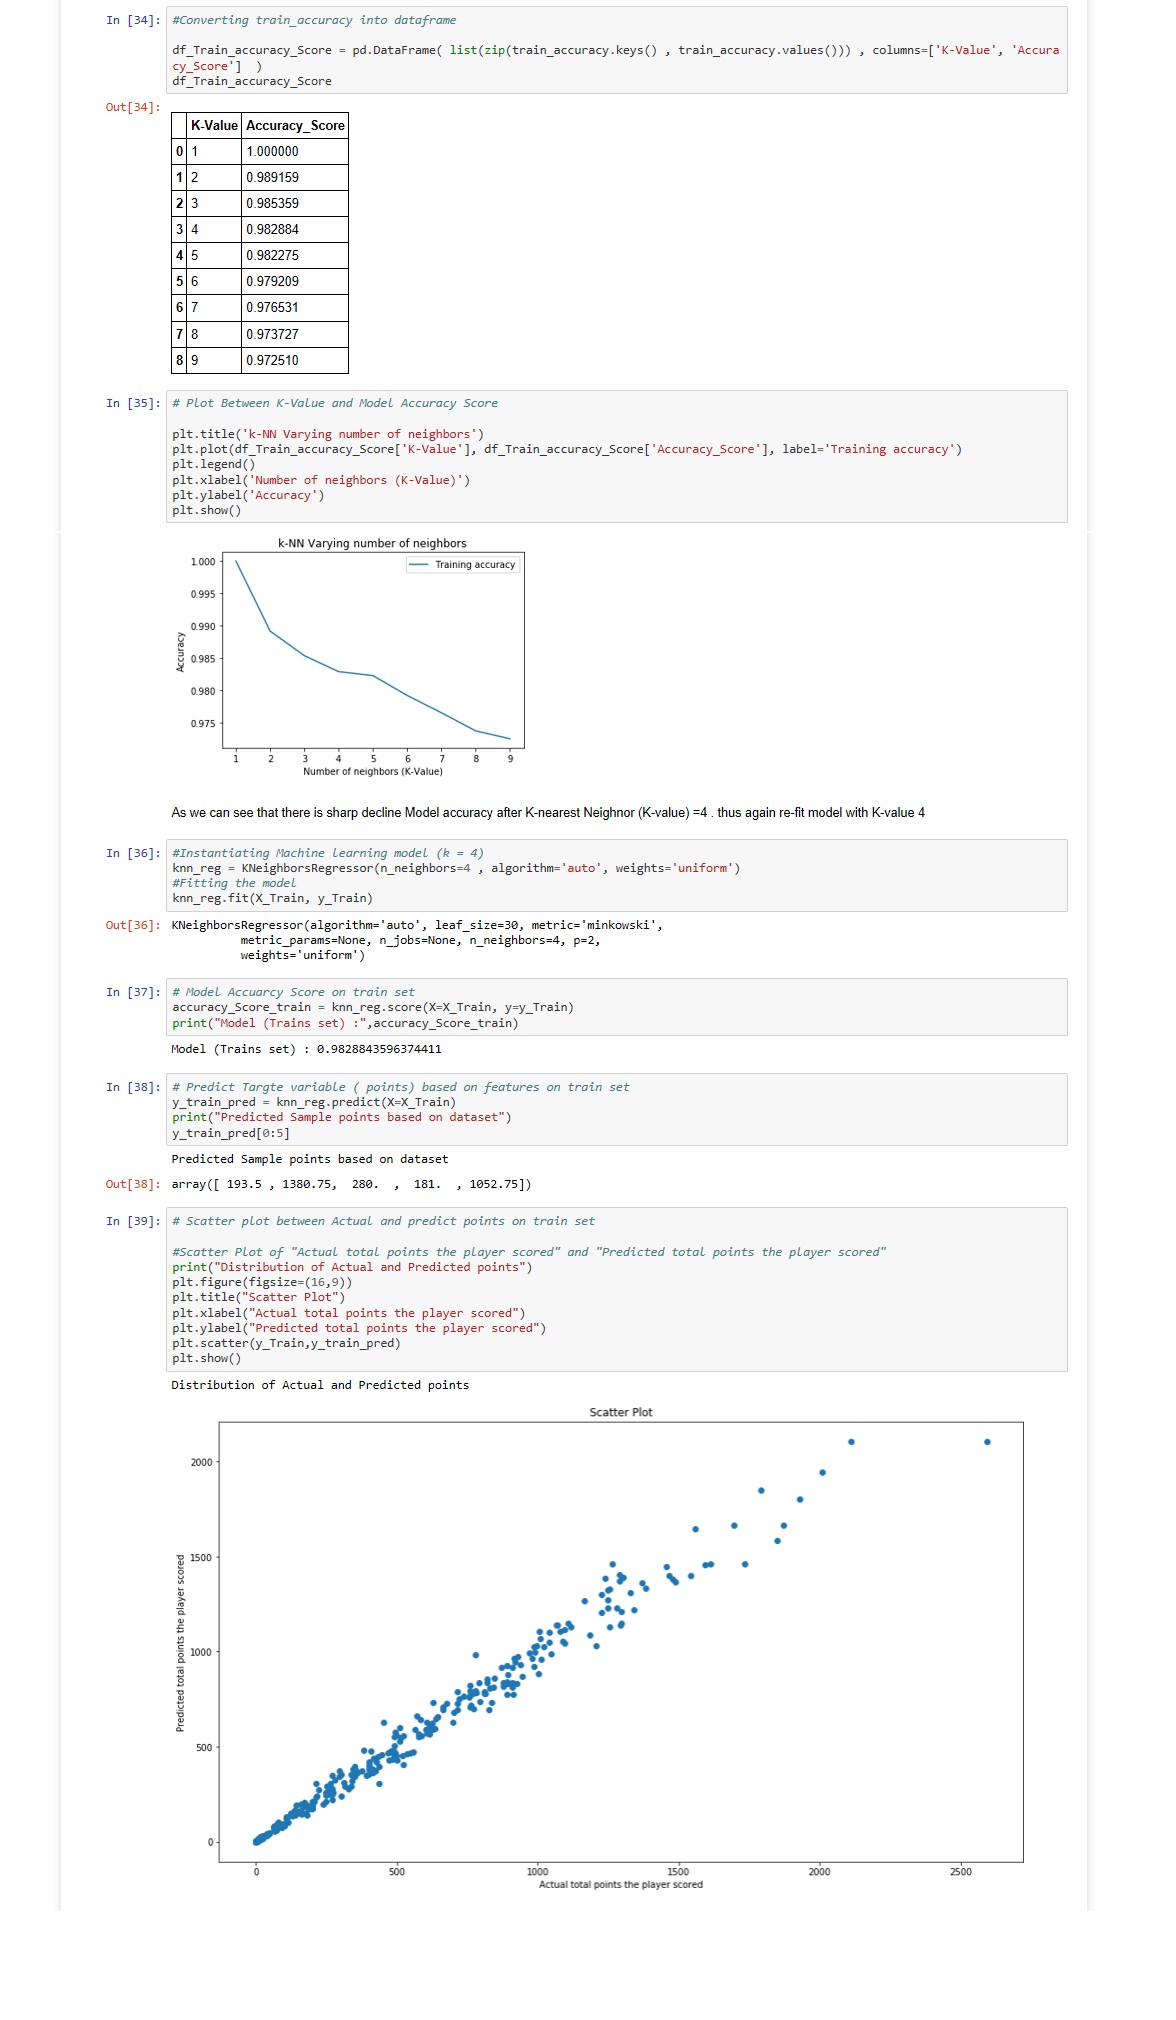 In [34]: #Converting train_accuracy into dataframe
df_Train_accuracy_Score = pd.DataFrame( list(zip(train_accuracy.keys() , train_accuracy.values())) , columns=['K-Value', 'Accura
cy_Score'] )
df_Train_accuracy_Score
Out[34]:
K-Value Accuracy_Score
0 1 1.000000
1 2 0.989159
2 3 0.985359
3 4 0.982884
4 5 0.982275
5 6 0.979209
6 7 0.976531
7 8 0.973727
8 9 0.972510
In [35]: # Plot Between K-Value and Model Accuracy Score
plt.title('k-NN Varying number of neighbors')
plt.plot(df_Train_accuracy_Score['K-Value'], df_Train_accuracy_Score['Accuracy_Score'], label='Training accuracy')
plt.legend()
plt.xlabel('Number of neighbors (K-Value)')
plt.ylabel('Accuracy')
plt.show()
k-NN Varying number of neighbors
Training accuracy
1.000
0.995
0.990
0.985
0.980
0.975
Accuracy
1 2 3 4 5 6 7 8 9
Number of neighbors (K-Value)
As we can see that there is sharp decline Model accuracy after K-nearest Neighnor (K-value) =4 . thus again re-fit model with K-value 4
In [36]: #Instantiating Machine learning model (k = 4)
knn_reg = KNeighborsRegressor(n_neighbors=4 , algorithm='auto', weights='uniform')
#Fitting the model
knn_reg.fit(X_Train, y_Train)
Out[36]: KNeighborsRegressor(algorithm='auto', leaf_size=30, metric='minkowski',
metric_params=None, n_jobs=None, n_neighbors=4, p=2,
weights='uniform')
In [37]: # Model Accuarcy Score on train set
accuracy_Score_train = knn_reg.score(X=X_Train, y=y_Train)
print("Model (Trains set) :",accuracy_Score_train)
Model (Trains set) : 0.9828843596374411
In [38]: # Predict Targte variable ( points) based on features on train set
y_train_pred = knn_reg.predict(X=X_Train)
print("Predicted Sample points based on dataset")
y_train_pred[0:5]
Predicted Sample points based on dataset
Out[38]: array([ 193.5 , 1380.75, 280. , 181. , 1052.75])
In [39]: # Scatter plot between Actual and predict points on train set
#Scatter Plot of "Actual total points the player scored" and "Predicted total points the player scored"
print("Distribution of Actual and Predicted points")
plt.figure(figsize=(16,9))
plt.title("Scatter Plot")
plt.xlabel("Actual total points the player scored")
plt.ylabel("Predicted total points the player scored")
plt.scatter(y_Train,y_train_pred)
plt.show()
Distribution of Actual and Predicted points
Scatter Plot
2000
1500
1000
500
0
Predicted total points the player scored
0 500 1000 1500 2000 2500
Actual total points the player scored